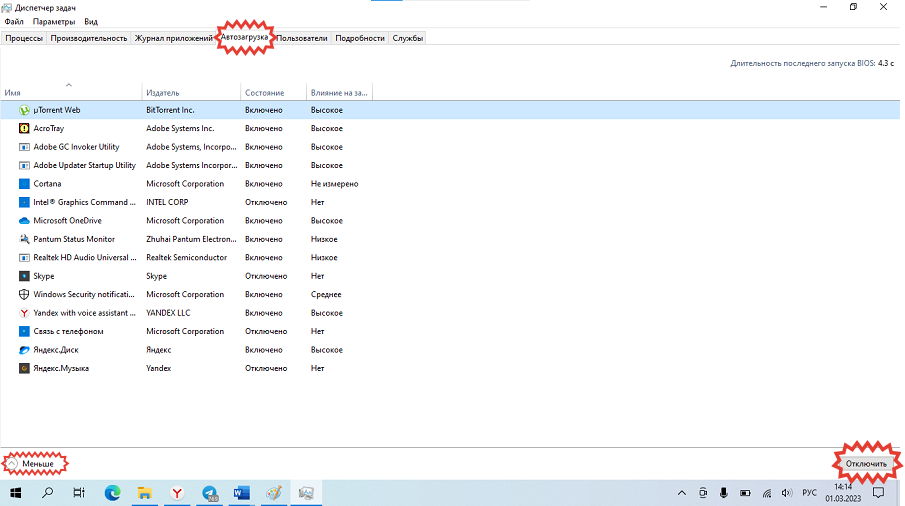 Диспетчер задач
Файл Параметры Вид
Процессы Производительность Журнал приложений Автозагрузка Пользователи Подробности Службы
Длительность последнего запуска BIOS: 4.3 с
Имя Издатель Состояние Влияние на за...
µTorrent Web BitTorrent Inc. Включено Высокое
AcroTray Adobe Systems Inc. Включено Высокое
Adobe GC Invoker Utility Adobe Systems, Incorpo... Включено Высокое
Adobe Updater Startup Utility Adobe Systems Incorpor... Включено Высокое
Cortana Microsoft Corporation Включено Не измерено
Intel® Graphics Command ... INTEL CORP Отключено Нет
Microsoft OneDrive Microsoft Corporation Включено Высокое
Pantum Status Monitor Zhuhai Pantum Electron... Включено Низкое
Realtek HD Audio Universal ... Realtek Semiconductor Включено Низкое
Skype Skype Отключено Нет
Windows Security notificati... Microsoft Corporation Включено Среднее
Yandex with voice assistant ... YANDEX LLC Включено Высокое
Связь с телефоном Microsoft Corporation Отключено Нет
Яндекс.Диск Яндекс Включено Высокое
Яндекс.Музыка Yandex Отключено Нет
Меньше Отключить
РУС 14:14
01.03.2023